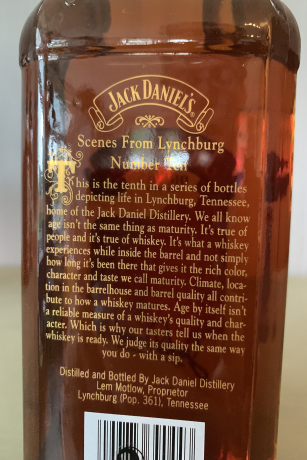 JACK DANIEL'S
Scenes From Lynchburg
Number Ten
This is the tenth in a series of bottles
depicting life in Lynchburg, Tennessee,
home of the Jack Daniel Distillery. We all know
age isn't the same thing as maturity. It's true of
people and it's true of whiskey. It's what a whiskey
experiences while inside the barrel and not simply
how long it's been there that gives it the rich color,
character and taste we call maturity. Climate, loca-
tion in the barrelhouse and barrel quality all contri-
bute to how a whiskey matures. Age by itself isn't
a reliable measure of a whiskey's quality and char-
acter. Which is why our tasters tell us when the
whiskey is ready. We judge its quality the same way
you do - with a sip.
Distilled and Bottled By Jack Daniel Distillery
Lem Motlow, Proprietor
Lynchburg (Pop. 361), Tennessee